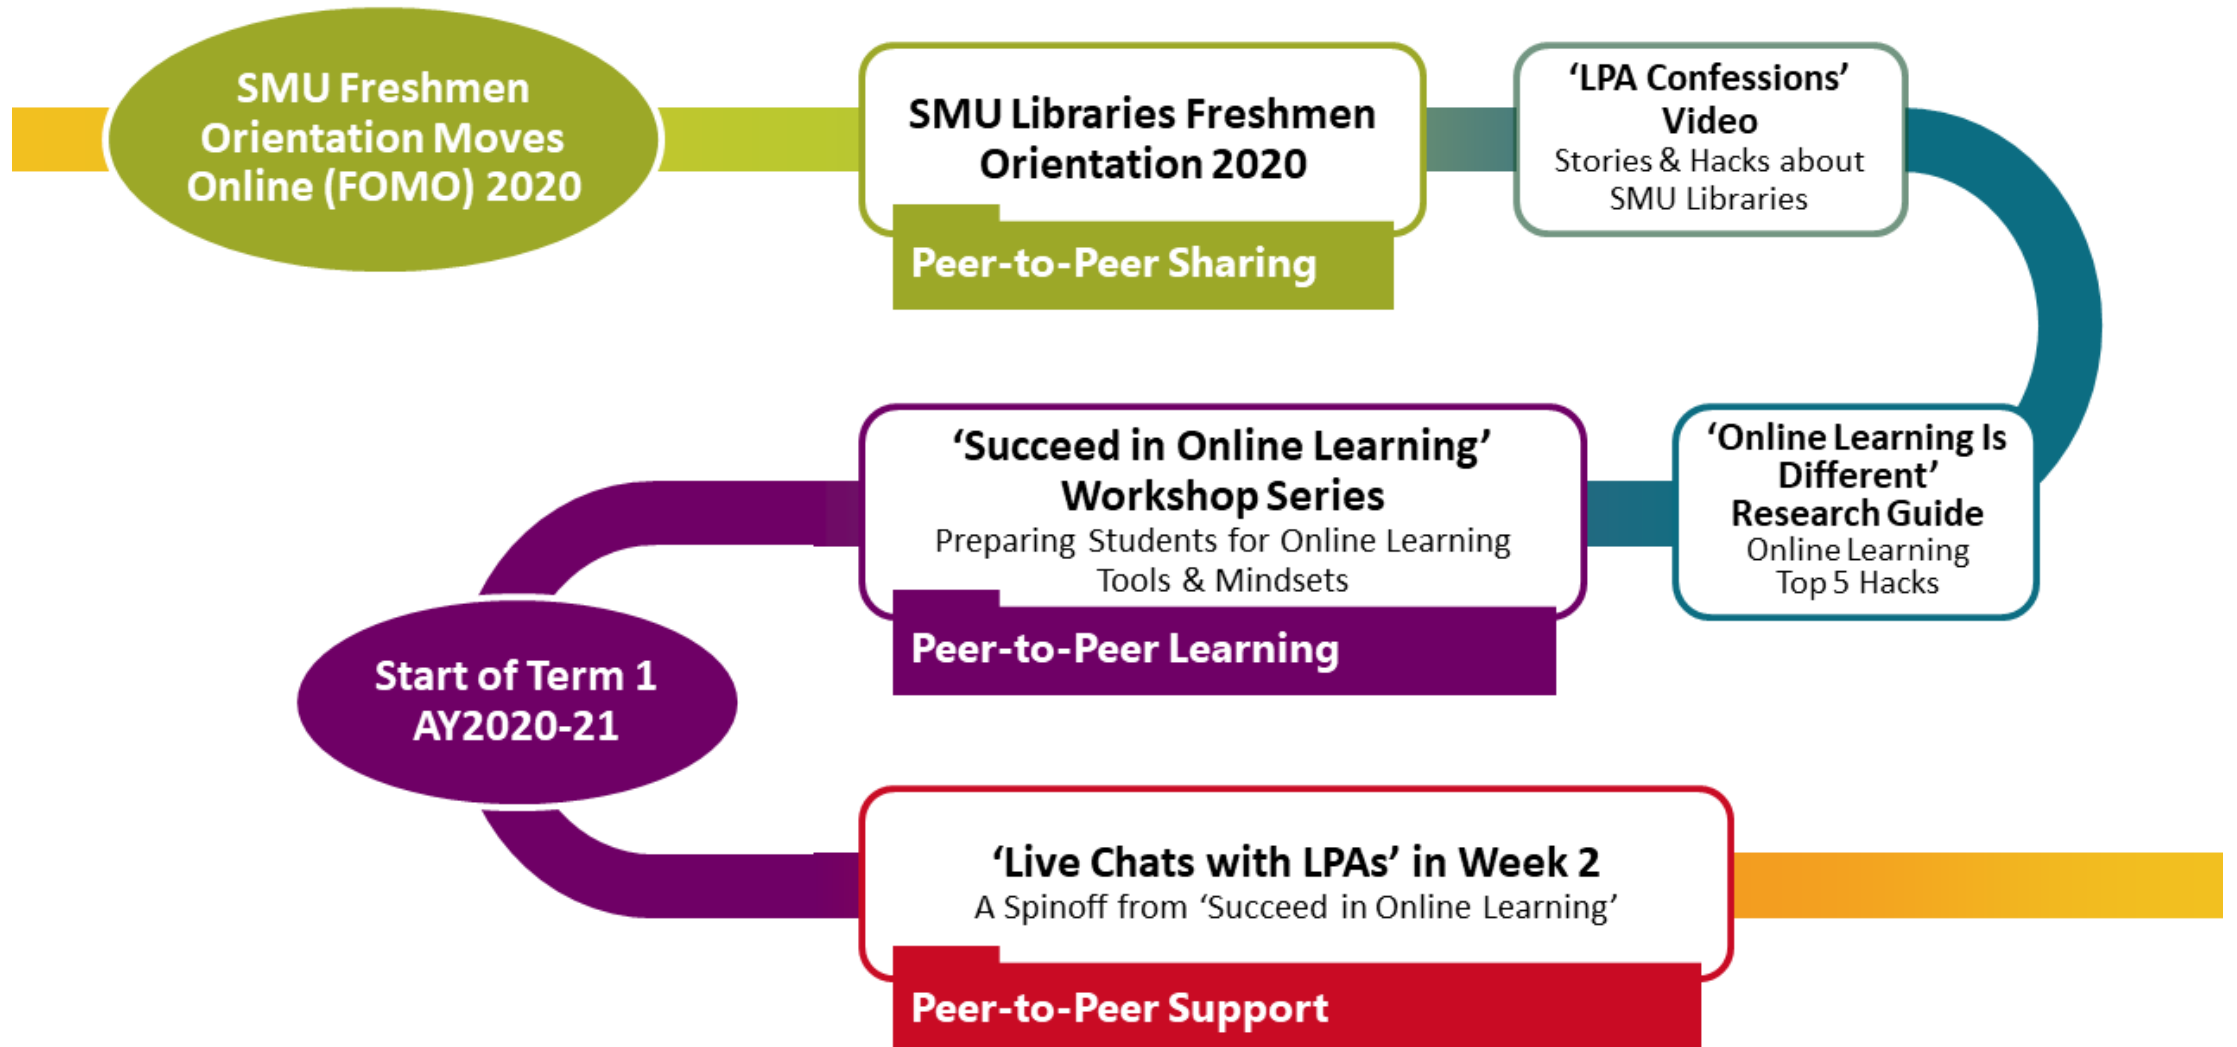 SMU Freshmen
Orientation Moves
Online (FOMO) 2020
SMU Libraries Freshmen
Orientation 2020
Peer-to-Peer Sharing
‘LPA Confessions’
Video
Stories & Hacks about
SMU Libraries
‘Online Learning Is
Different’
Research Guide
Online Learning
Top 5 Hacks
‘Succeed in Online Learning’
Workshop Series
Preparing Students for Online Learning
Tools & Mindsets
Peer-to-Peer Learning
Start of Term 1
AY2020-21
‘Live Chats with LPAs’ in Week 2
A Spinoff from ‘Succeed in Online Learning’
Peer-to-Peer Support